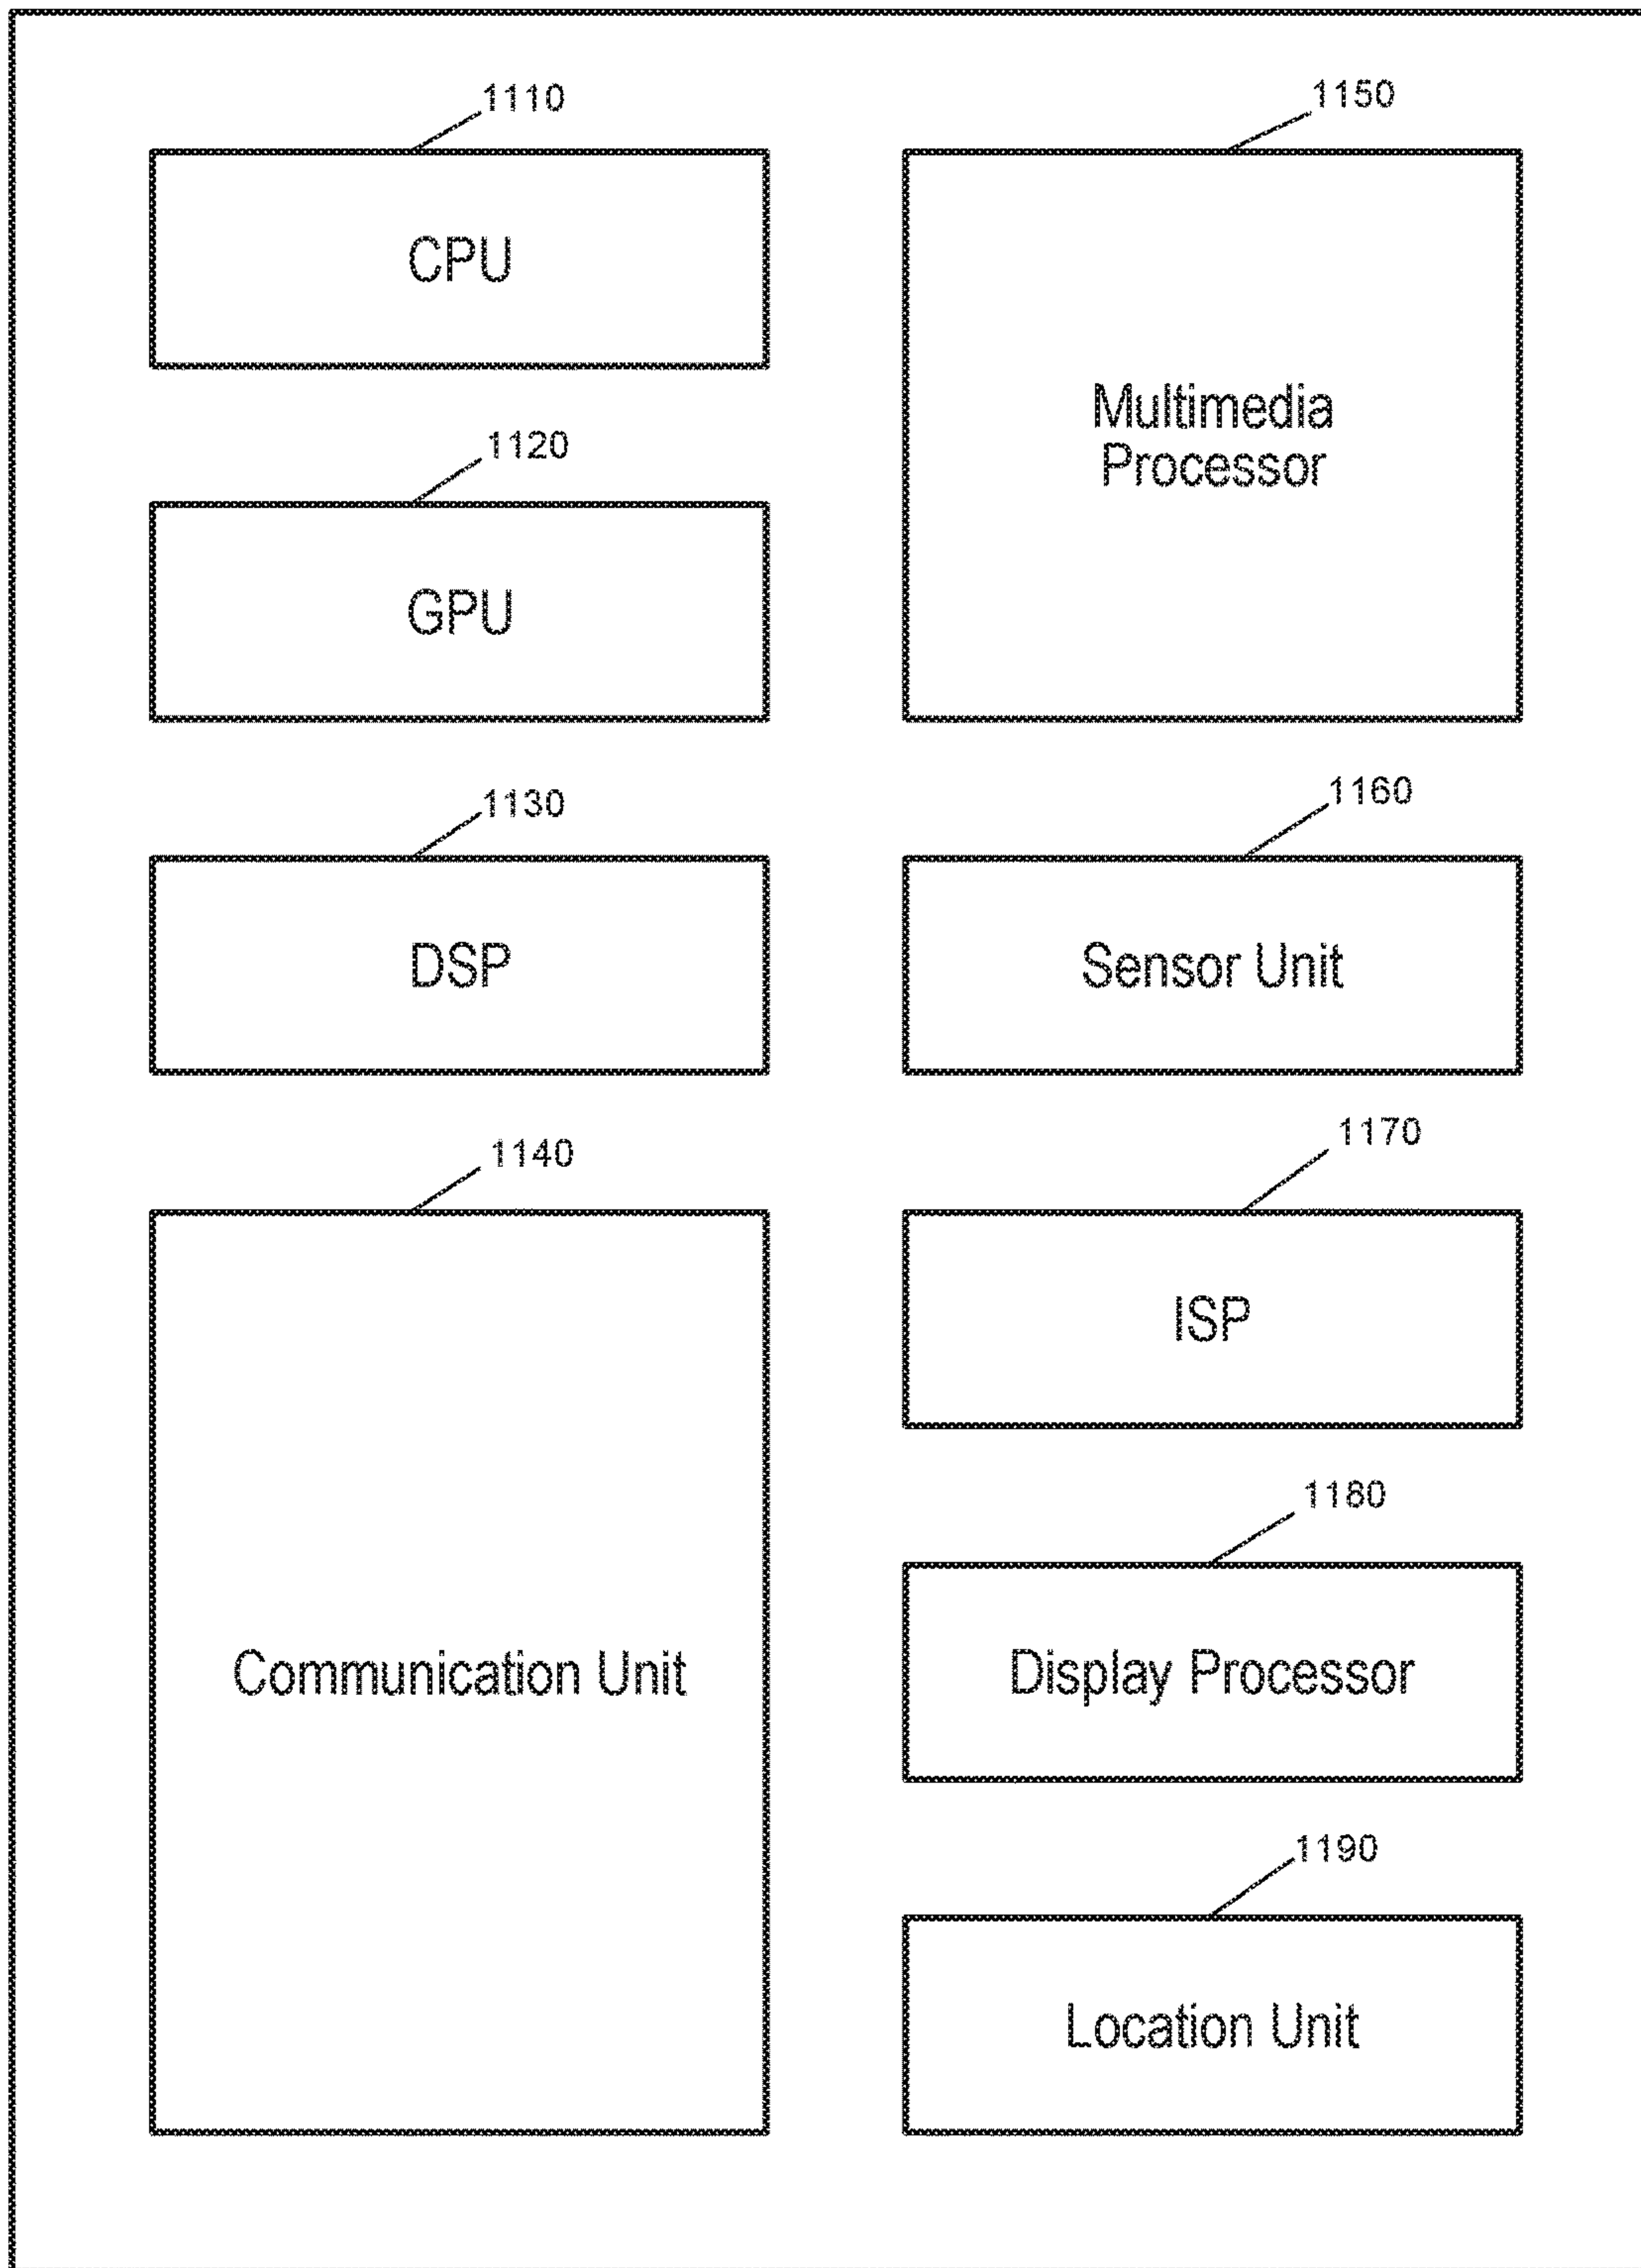 1110
CPU
1120
GPU
1130
DSP
1140
Communication Unit
1150
Multimedia
Processor
1160
Sensor Unit
1170
ISP
1180
Display Processor
1190
Location Unit